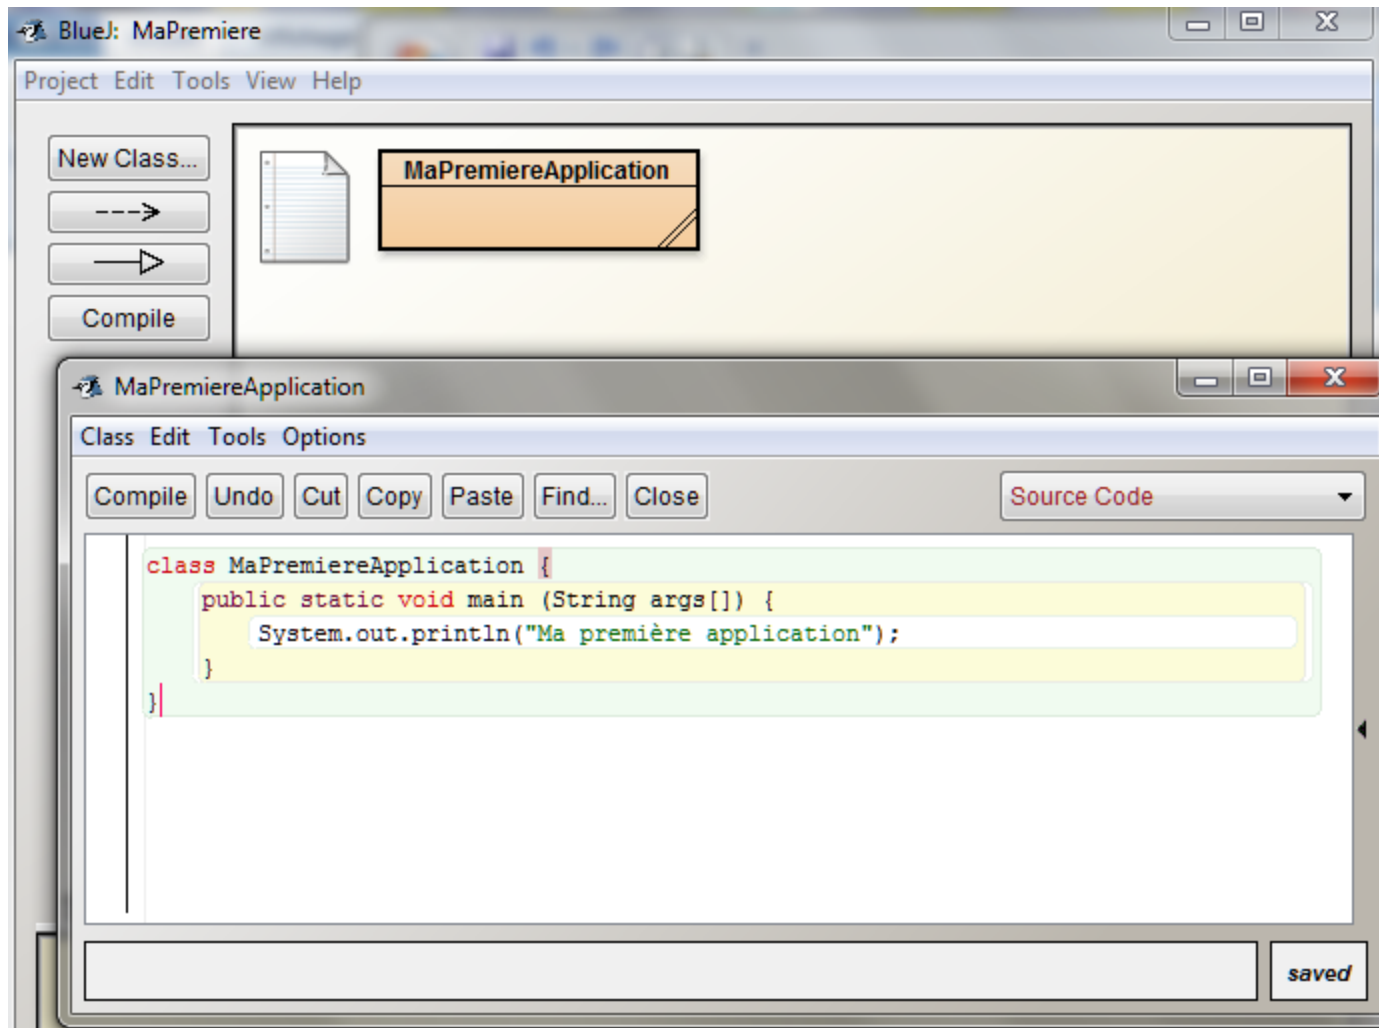 BlueJ: MaPremiere
Project Edit Tools View Help
New Class...
MaPremiereApplication
Compile
MaPremiereApplication
Class Edit Tools Options
Compile Undo Cut Copy Paste Find... Close Source Code
class MaPremiereApplication {
public static void main (String args[]) {
System.out.println("Ma première application");
}
}
saved